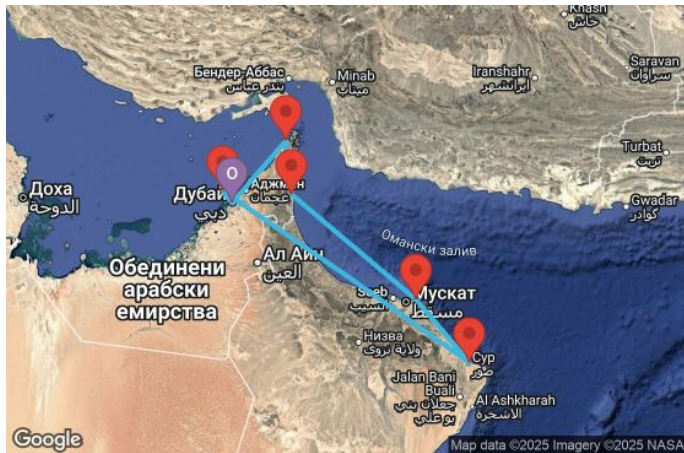 Khash
خاش
Saravan
سراوان
Бендер-Аббас
بندرعباس
Minab
میناب
Iranshahr
ایرانشهر
Turbat
تربت
Gwadar
گوادر
Доха
الدوحة
O
Дубай
دبي
Аджман
عجمان
Ал Аин
العين
Обединени
арабски
емирства
Омански залив
Seeb
السيب
Мускат
مسقط
Низва
ولاية نزوى
Сур
صور
Jalan Bani
Buali
جعلان بني
بو علي
Al Ashkharah
الأشخرة
Google
Map data ©2025 Imagery ©2025 NASA